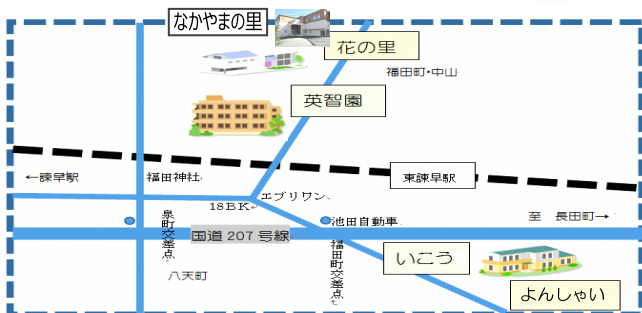 なかやまの里
花の里
福田町・中山
英智園
←諫早駅
福田神社
東諫早駅
エブリワン
18BK
池田自動車
至 長田町→
泉町交差点
国道207号線
福田町交差点
いこう
八天町
よんしゃい